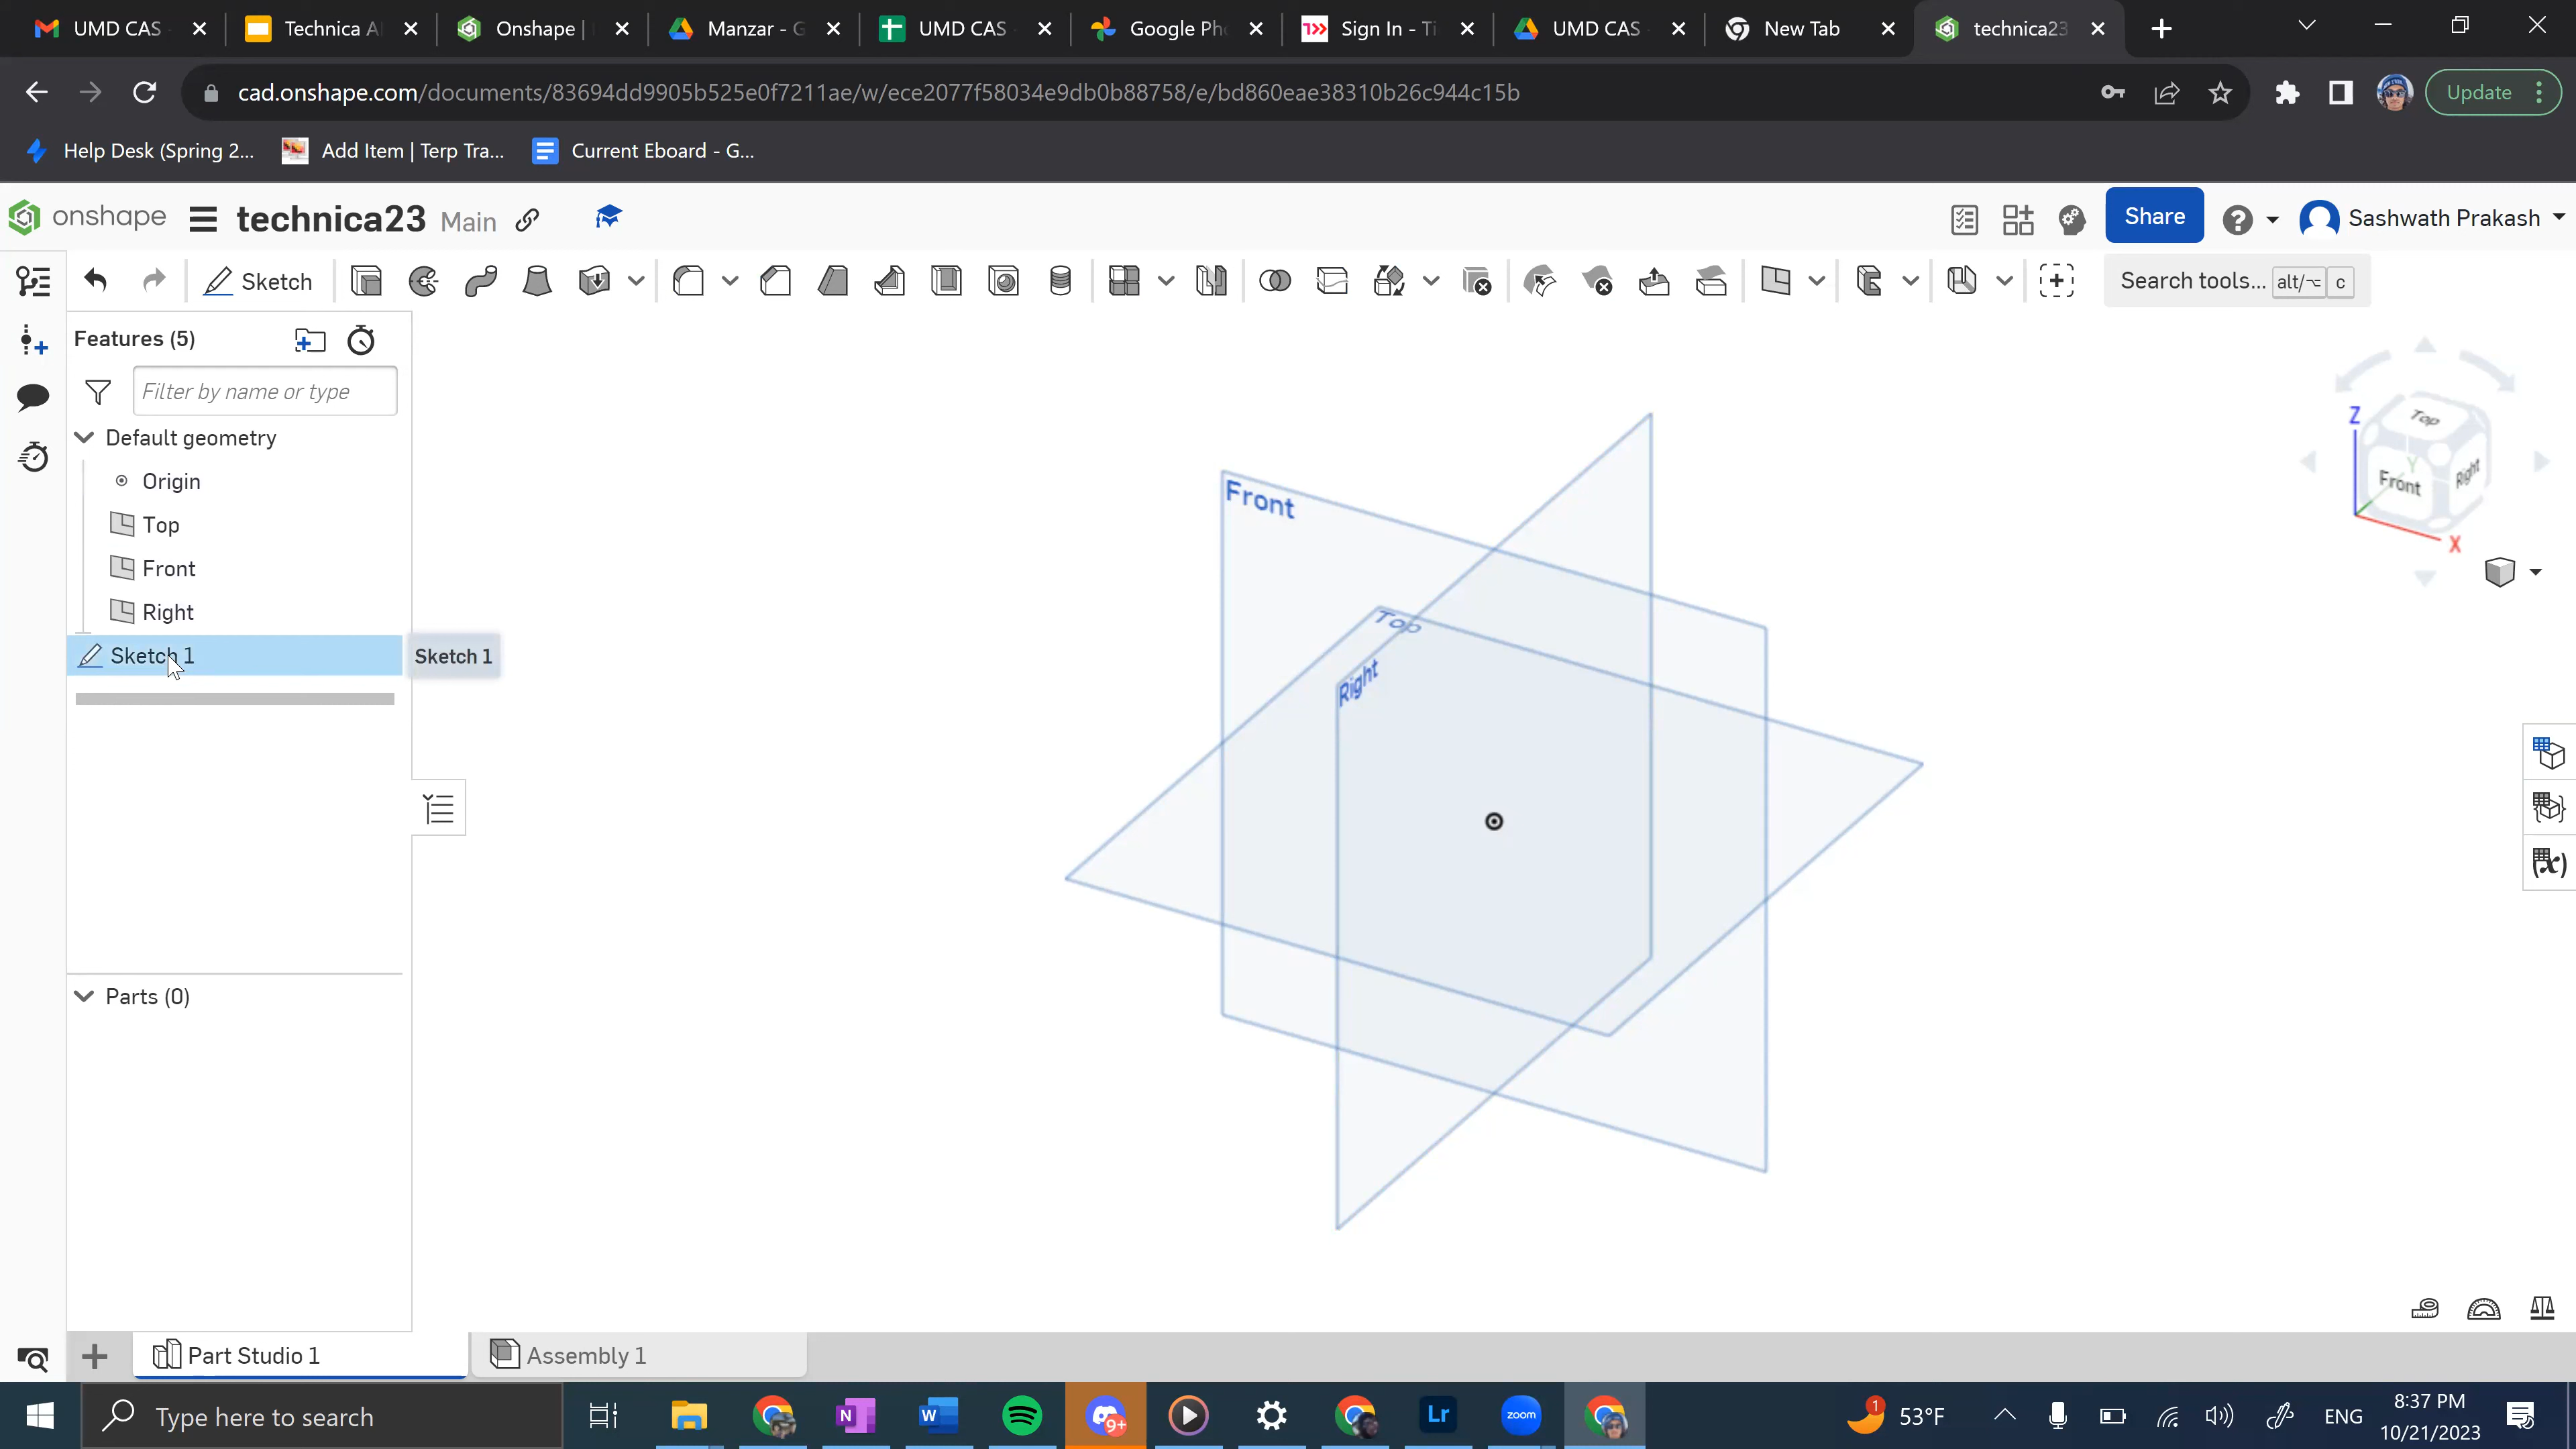 UMD CAS
Technica A
Onshape |
Manzar - G
UMD CAS
Google Ph
Sign In - Ti
UMD CAS
New Tab
technica23
cad.onshape.com/documents/83694dd9905b525e0f7211ae/w/ece2077f58034e9db0b88758/e/bd860eae38310b26c944c15b
Update
Help Desk (Spring 2...
Add Item | Terp Tra...
Current Eboard - G...
onshape
technica23 Main
Share
Sashwath Prakash
Sketch
Search tools... alt/⌥ c
Features (5)
Filter by name or type
Default geometry
Origin
Top
Front
Right
Sketch 1
Sketch 1
Parts (0)
Front
Top
Right
Z
Top
Y
Front
Right
X
(x)
Part Studio 1
Assembly 1
Type here to search
N
W
9+
Lr
zoom
1
53°F
ENG
8:37 PM
10/21/2023